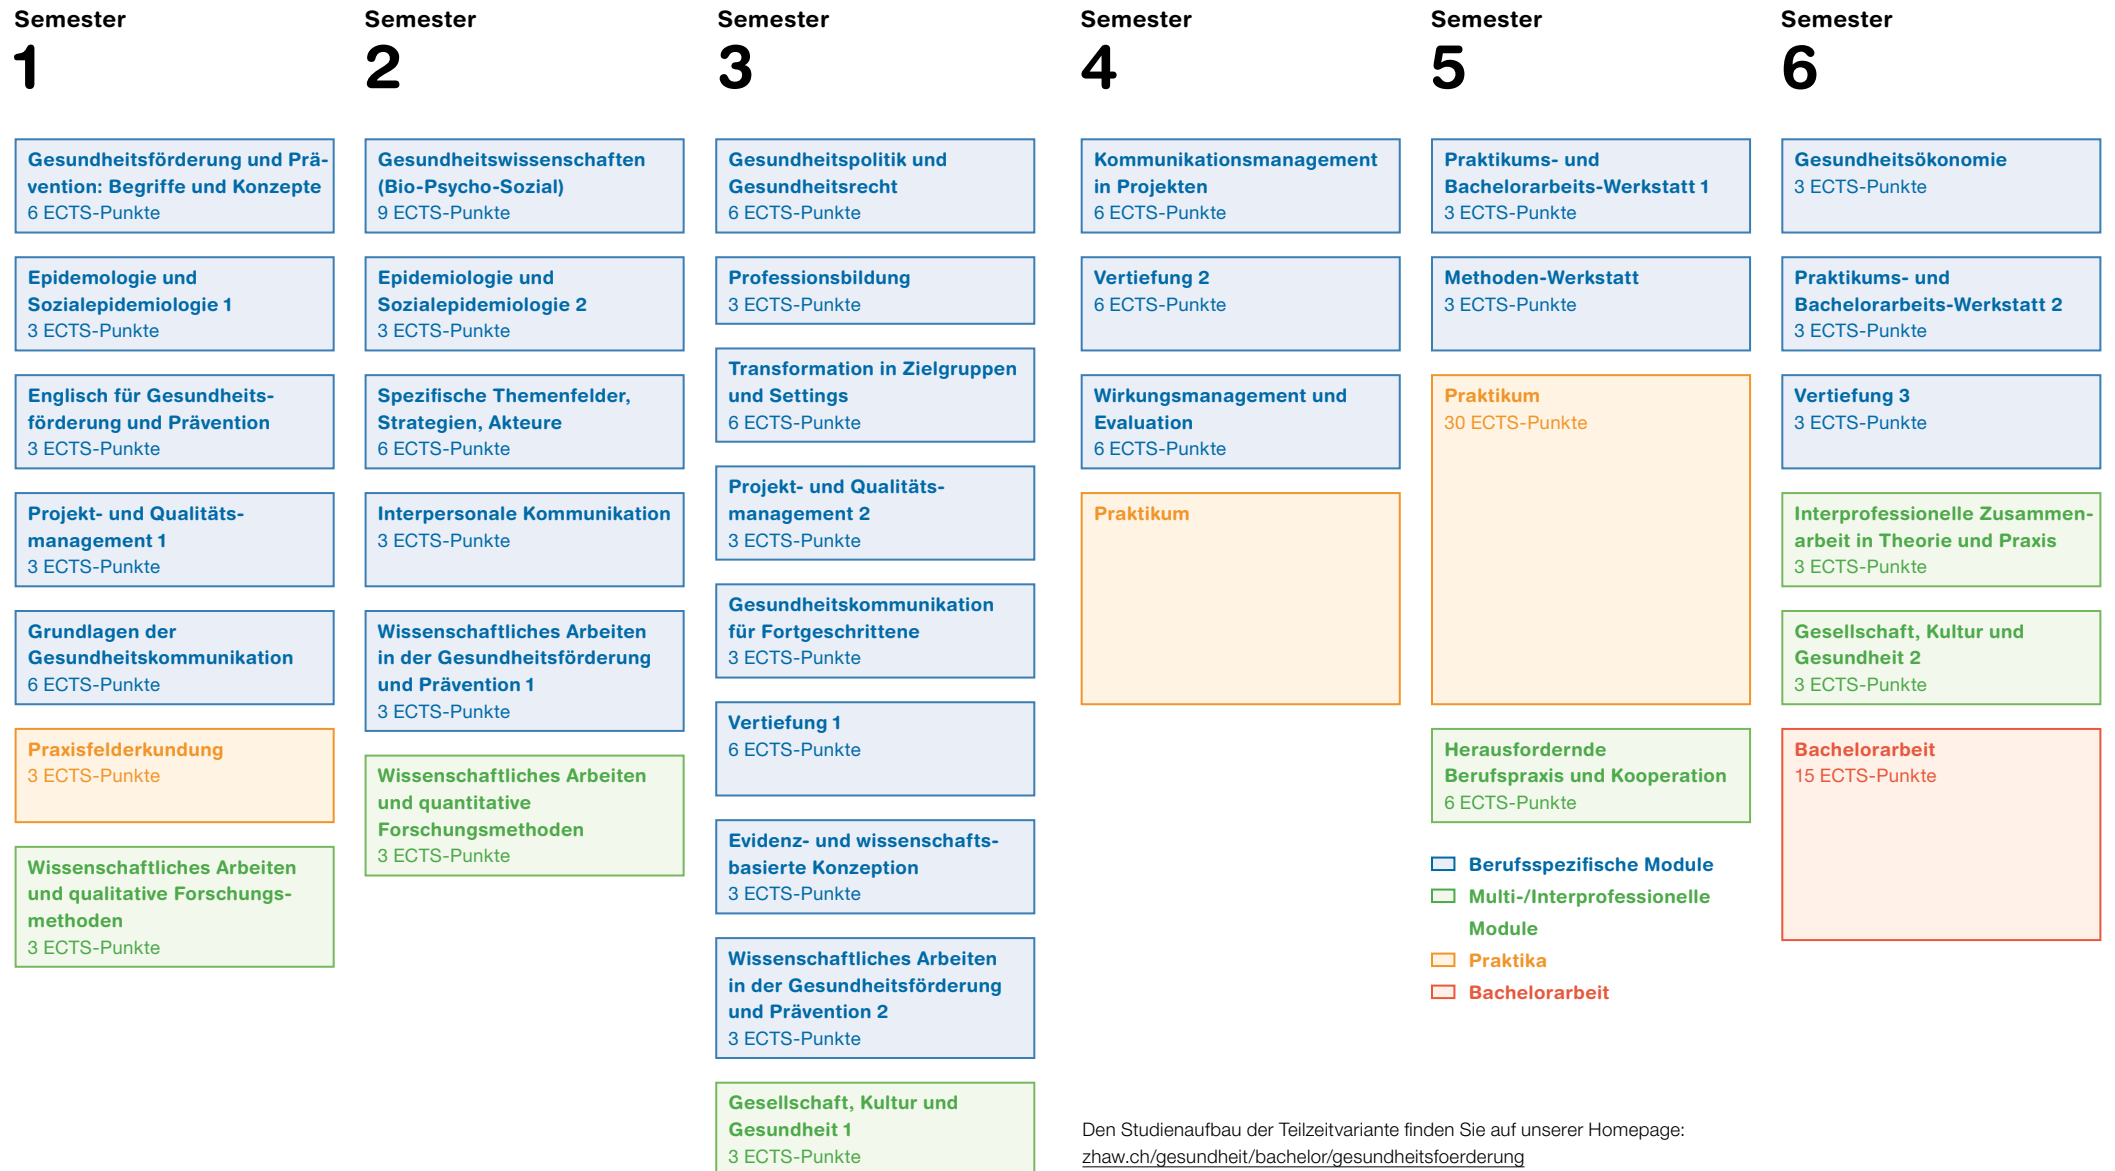 Semester
1
Gesundheitsförderung und Prä-
vention: Begriffe und Konzepte
6 ECTS-Punkte
Epidemologie und
Sozialepidemiologie 1
3 ECTS-Punkte
Englisch für Gesundheits-
förderung und Prävention
3 ECTS-Punkte
Projekt- und Qualitäts-
management 1
3 ECTS-Punkte
Grundlagen der
Gesundheitskommunikation
6 ECTS-Punkte
Praxisfelderkundung
3 ECTS-Punkte
Wissenschaftliches Arbeiten
und qualitative Forschungs-
methoden
3 ECTS-Punkte
Semester
2
Gesundheitswissenschaften
(Bio-Psycho-Sozial)
9 ECTS-Punkte
Epidemiologie und
Sozialepidemiologie 2
3 ECTS-Punkte
Spezifische Themenfelder,
Strategien, Akteure
6 ECTS-Punkte
Interpersonale Kommunikation
3 ECTS-Punkte
Wissenschaftliches Arbeiten
in der Gesundheitsförderung
und Prävention 1
3 ECTS-Punkte
Wissenschaftliches Arbeiten
und quantitative
Forschungsmethoden
3 ECTS-Punkte
Semester
3
Gesundheitspolitik und
Gesundheitsrecht
6 ECTS-Punkte
Professionsbildung
3 ECTS-Punkte
Transformation in Zielgruppen
und Settings
6 ECTS-Punkte
Projekt- und Qualitäts-
management 2
3 ECTS-Punkte
Gesundheitskommunikation
für Fortgeschrittene
3 ECTS-Punkte
Vertiefung 1
6 ECTS-Punkte
Evidenz- und wissenschafts-
basierte Konzeption
3 ECTS-Punkte
Wissenschaftliches Arbeiten
in der Gesundheitsförderung
und Prävention 2
3 ECTS-Punkte
Gesellschaft, Kultur und
Gesundheit 1
3 ECTS-Punkte
Semester
4
Kommunikationsmanagement
in Projekten
6 ECTS-Punkte
Vertiefung 2
6 ECTS-Punkte
Wirkungsmanagement und
Evaluation
6 ECTS-Punkte
Praktikum
Semester
5
Praktikums- und
Bachelorarbeits-Werkstatt 1
3 ECTS-Punkte
Methoden-Werkstatt
3 ECTS-Punkte
Praktikum
30 ECTS-Punkte
Herausfordernde
Berufspraxis und Kooperation
6 ECTS-Punkte
Semester
6
Gesundheitsökonomie
3 ECTS-Punkte
Praktikums- und
Bachelorarbeits-Werkstatt 2
3 ECTS-Punkte
Vertiefung 3
3 ECTS-Punkte
Interprofessionelle Zusammen-
arbeit in Theorie und Praxis
3 ECTS-Punkte
Gesellschaft, Kultur und
Gesundheit 2
3 ECTS-Punkte
Bachelorarbeit
15 ECTS-Punkte
Berufsspezifische Module
Multi-/Interprofessionelle
Module
Praktika
Bachelorarbeit
Den Studienaufbau der Teilzeitvariante finden Sie auf unserer Homepage:
zhaw.ch/gesundheit/bachelor/gesundheitsfoerderung